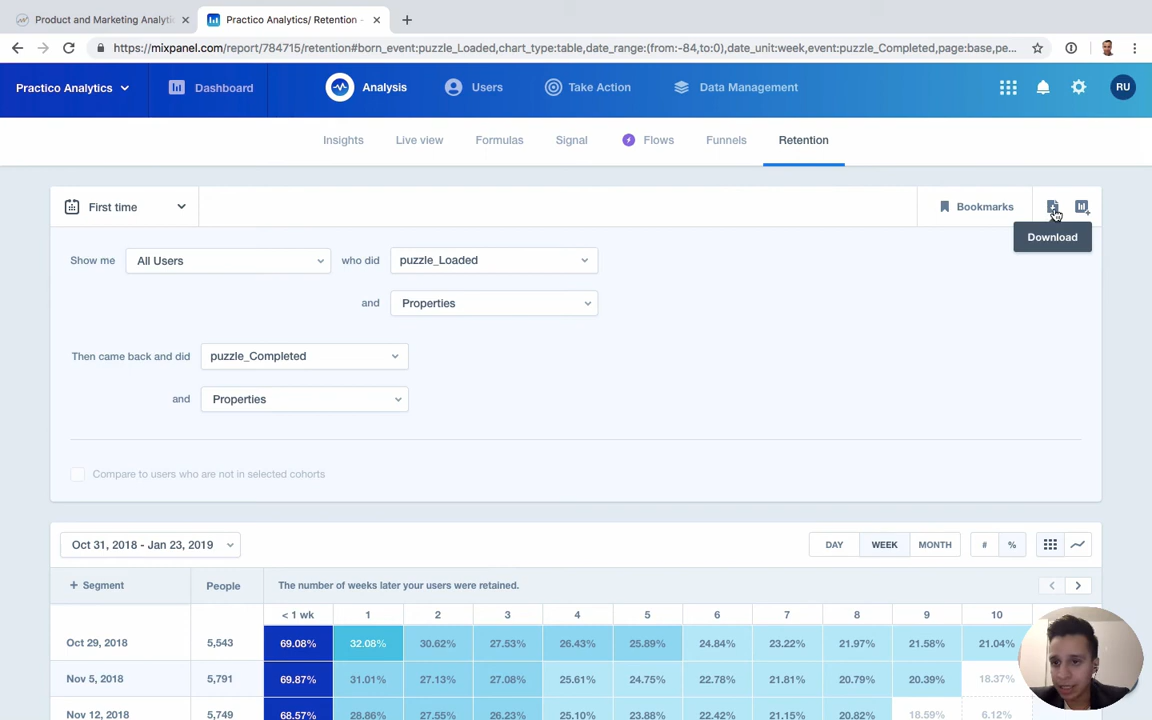 Product and Marketing Analytic
Practico Analytics/ Retention -
https://mixpanel.com/report/784715/retention#born_event:puzzle_Loaded,chart_type:table,date_range:(from:-84,to:0),date_unit:week,event:puzzle_Completed,page:base,pe...
Practico Analytics
Dashboard
Analysis
Users
Take Action
Data Management
RU
Insights
Live view
Formulas
Signal
Flows
Funnels
Retention
First time
Bookmarks
Download
Show me All Users who did puzzle_Loaded
and Properties
Then came back and did puzzle_Completed
and Properties
Compare to users who are not in selected cohorts
Oct 31, 2018 - Jan 23, 2019
DAY WEEK MONTH # %
+ Segment People The number of weeks later your users were retained.
< 1 wk 1 2 3 4 5 6 7 8 9 10
Oct 29, 2018 5,543 69.08% 32.08% 30.62% 27.53% 26.43% 25.89% 24.84% 23.22% 21.97% 21.58% 21.04%
Nov 5, 2018 5,791 69.87% 31.01% 27.13% 27.08% 25.61% 24.75% 22.78% 21.81% 20.79% 20.39% 18.37%
Nov 12, 2018 5,749 68.57% 28.86% 27.55% 26.23% 25.10% 23.88% 22.42% 21.15% 20.82% 18.59% 6.12%